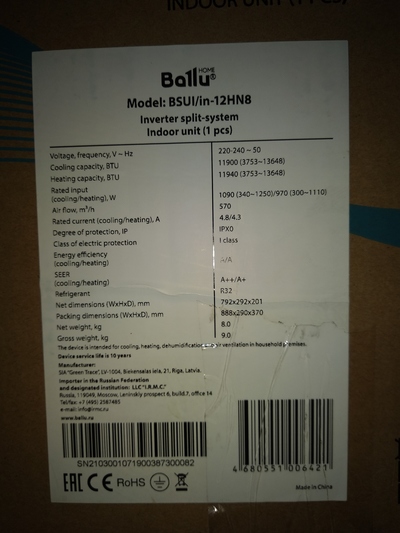 INDOOR UNIT (1 PCS)
Ballu®
HOME
Model: BSUI/in-12HN8
Inverter split-system
Indoor unit (1 pcs)
Voltage, frequency, V ~ Hz 220-240 ~ 50
Cooling capacity, BTU 11900 (3753~13648)
Heating capacity, BTU 11940 (3753~13648)
Rated input
(cooling/heating), W 1090 (340~1250)/970 (300~1110)
Air flow, m³/h 570
Rated current (cooling/heating), A 4.8/4.3
Degree of protection, IP IPX0
Class of electric protection I class
Energy efficiency
(cooling/heating) /A
SEER
(cooling/heating) A++/A+
Refrigerant R32
Net dimensions (WxHxD), mm 792x292x201
Packing dimensions (WxHxD), mm 888x290x370
Net weight, kg 8.0
Gross weight, kg 9.0
The device is intended for cooling, heating, dehumidification, air ventilation in household premises.
Device service life is 10 years
Manufacturer:
SIA "Green Trace", LV-1004, Biekensalas iela, 21, Riga, Latvia.
Importer in the Russian Federation
and designated institution: LLC "I.R.M.C."
Russia, 119049, Moscow, Leninskiy prospect 6, build.7, office 14
Tel/fax: +7 (495) 2587485
e-mail: info@irmc.ru
www.ballu.ru
SN2103001071900387300082
4 680551 006421
EAC CE RoHS
Made in China